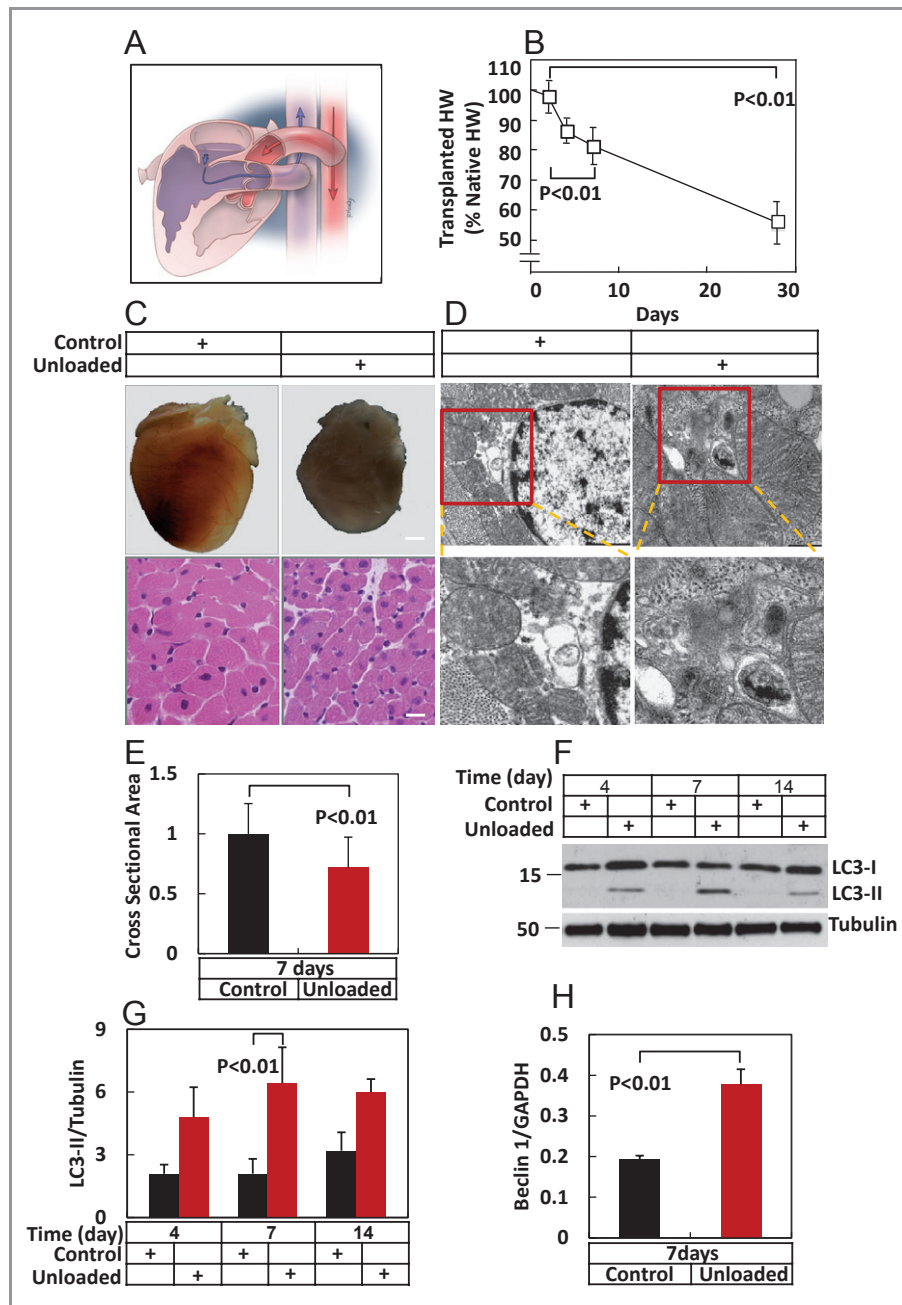 A
B
110
100
90
80
70
60
50
Transplanted HW
(% Native HW)
P<0.01
P<0.01
0
10
20
30
Days
C
D
Control
+
+
Unloaded
+
+
E
1.5
1
0.5
0
Cross Sectional Area
P<0.01
7 days
Control
Unloaded
F
Time (day)
4
7
14
Control
+
+
+
Unloaded
+
+
+
15
LC3-I
LC3-II
50
Tubulin
G
9
6
3
0
LC3-II/Tubulin
P<0.01
Time (day)
4
7
14
Control
+
+
+
Unloaded
+
+
+
H
0.5
0.4
0.3
0.2
0.1
0
Beclin 1/GAPDH
P<0.01
7days
Control
Unloaded